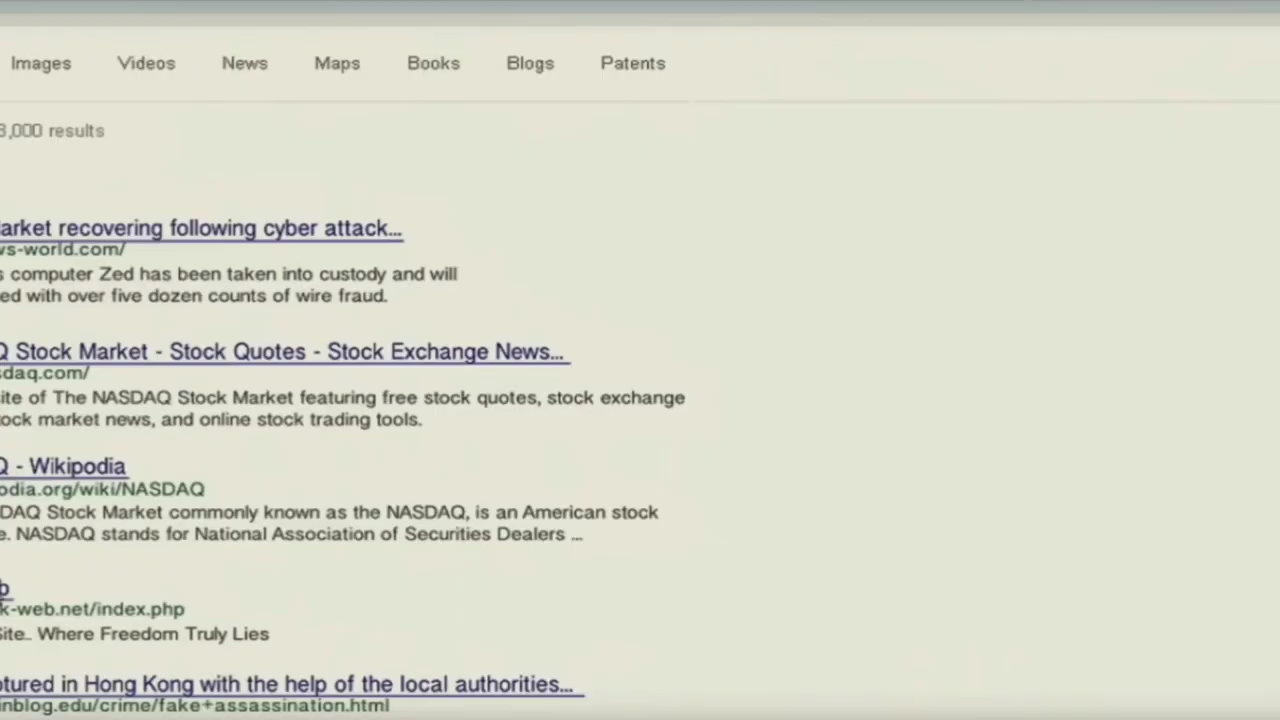 Images Videos News Maps Books Blogs Patents
3,000 results
arket recovering following cyber attack...
ws-world.com/
s computer Zed has been taken into custody and will
ed with over five dozen counts of wire fraud.
Q Stock Market - Stock Quotes - Stock Exchange News...
sdaq.com/
ite of The NASDAQ Stock Market featuring free stock quotes, stock exchange
ock market news, and online stock trading tools.
Q - Wikipodia
odia.org/wiki/NASDAQ
DAQ Stock Market commonly known as the NASDAQ, is an American stock
e. NASDAQ stands for National Association of Securities Dealers ...
b
k-web.net/index.php
Site.. Where Freedom Truly Lies
ptured in Hong Kong with the help of the local authorities...
inblog.edu/crime/fake+assassination.html